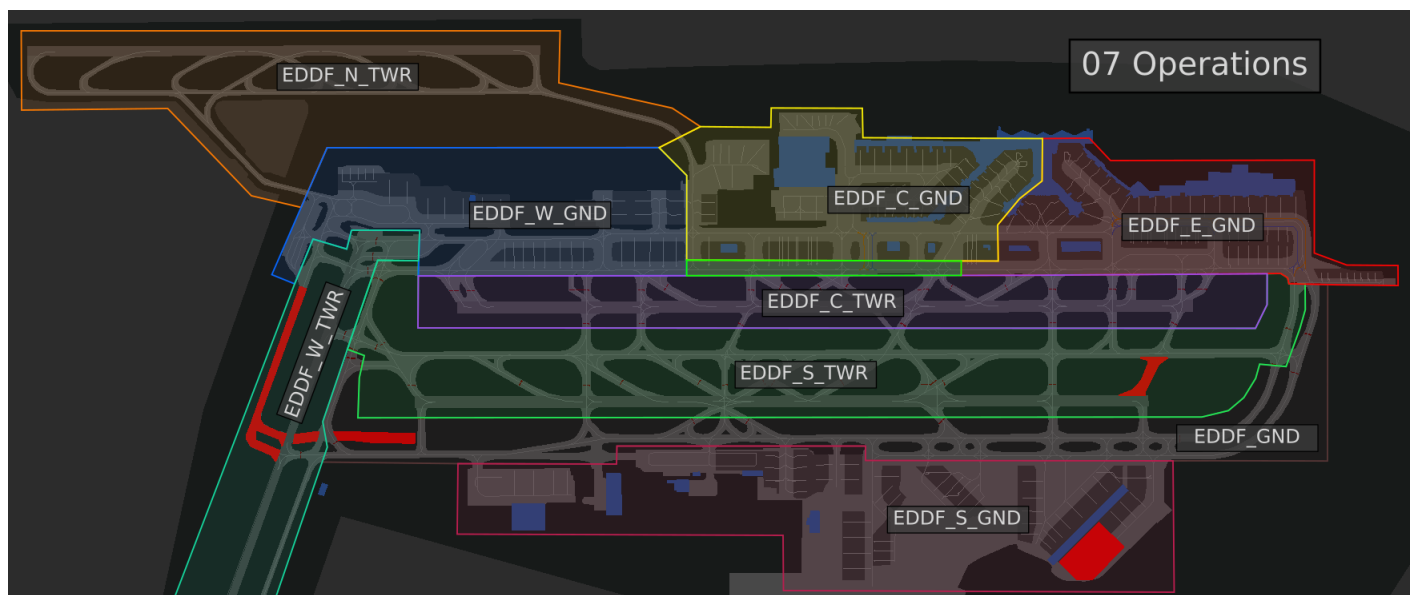 07 Operations
EDDF_N_TWR
EDDF_C_GND
EDDF_W_GND
EDDF_E_GND
EDDF_C_TWR
EDDF_W_TWR
EDDF_S_TWR
EDDF_GND
EDDF_S_GND